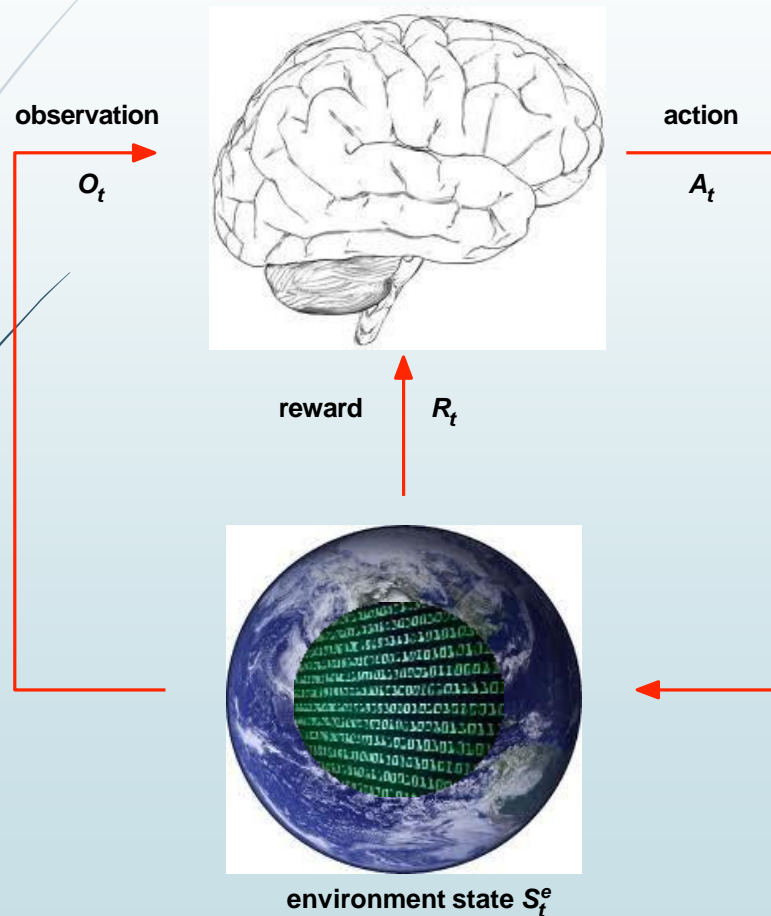 observation
action
O_t
A_t
reward R_t
environment state S_t^e